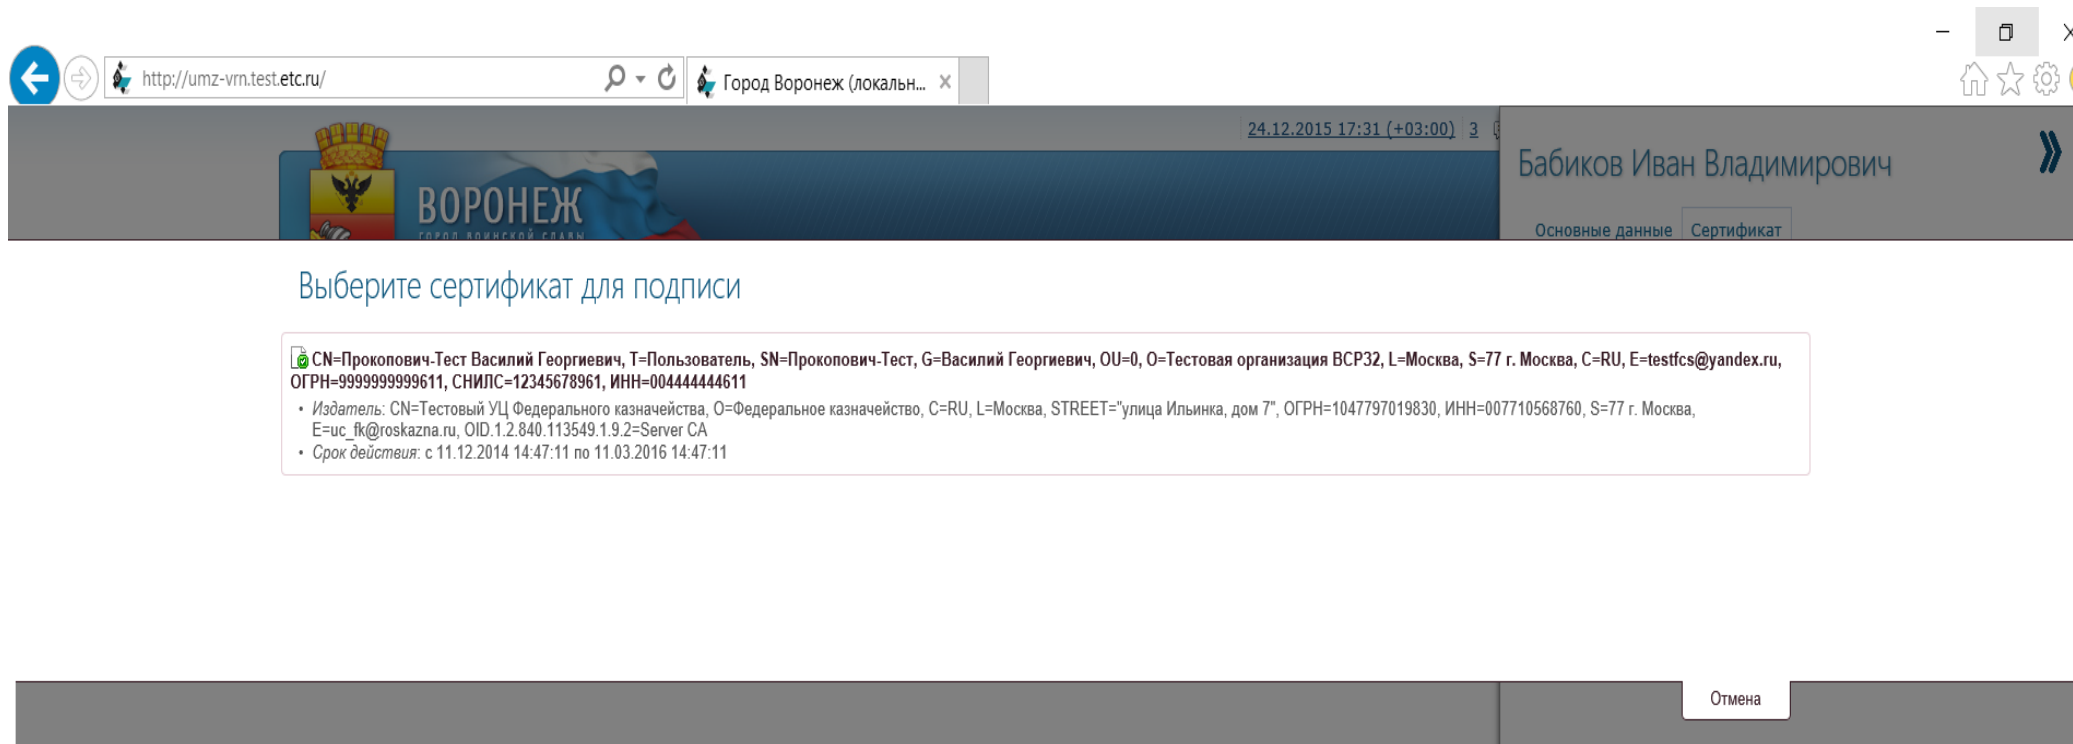 http://umz-vrn.test.etc.ru/
Город Воронеж (локальн...
24.12.2015 17:31 (+03:00) 3
Бабиков Иван Владимирович
ВОРОНЕЖ
ГОРОД ВОИНСКОЙ СЛАВЫ
Основные данные Сертификат
Выберите сертификат для подписи
CN=Прокопович-Тест Василий Георгиевич, T=Пользователь, SN=Прокопович-Тест, G=Василий Георгиевич, OU=0, O=Тестовая организация ВСР32, L=Москва, S=77 г. Москва, C=RU, E=testfcs@yandex.ru,
ОГРН=9999999999611, СНИЛС=12345678961, ИНН=004444444611
• Издатель: CN=Тестовый УЦ Федерального казначейства, O=Федеральное казначейство, C=RU, L=Москва, STREET="улица Ильинка, дом 7", ОГРН=1047797019830, ИНН=007710568760, S=77 г. Москва,
E=uc_fk@roskazna.ru, OID.1.2.840.113549.1.9.2=Server CA
• Срок действия: с 11.12.2014 14:47:11 по 11.03.2016 14:47:11
Отмена